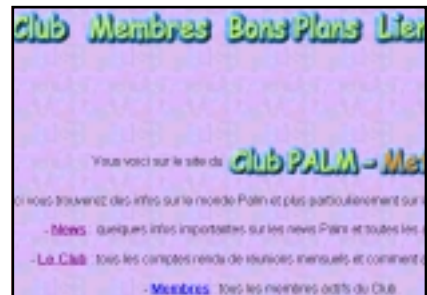 Club Membres Bons Plans Lien
Vous voici sur le site du Club PALM - Met
ici vous trouverez des infos sur le monde Palm et plus particulièrement sur
- News : quelques infos importantes sur les news Palm et toutes les
- Le Club : tous les comptes rendu de réunions mensuels et comment
- Membres : tous les membres actifs du Club